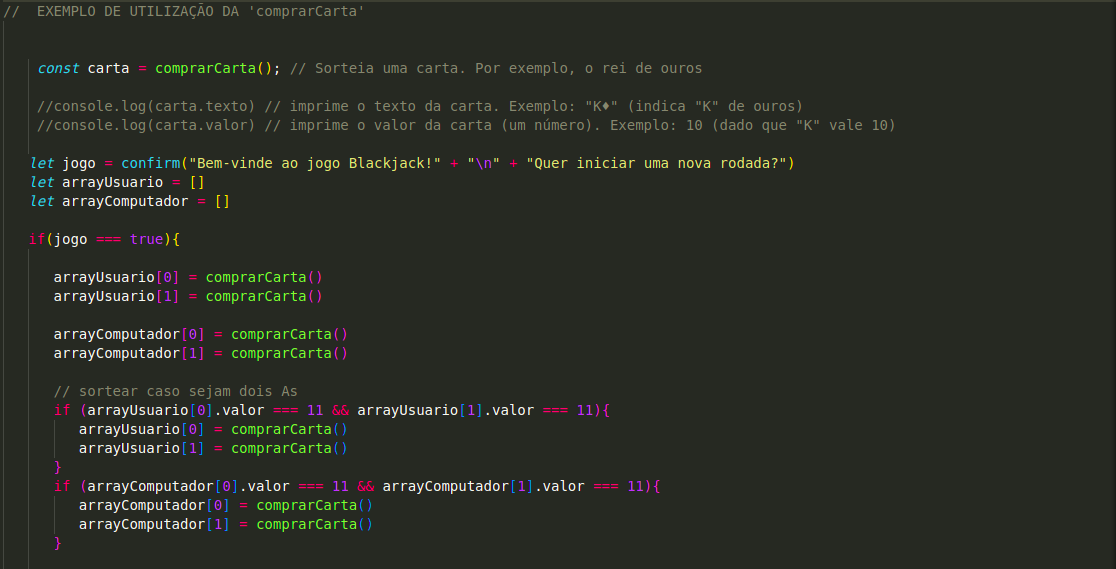 //  EXEMPLO DE UTILIZAÇÃO DA 'comprarCarta'
const carta = comprarCarta(); // Sorteia uma carta. Por exemplo, o rei de ouros
//console.log(carta.texto) // imprime o texto da carta. Exemplo: "K♦" (indica "K" de ouros)
//console.log(carta.valor) // imprime o valor da carta (um número). Exemplo: 10 (dado que "K" vale 10)
let jogo = confirm("Bem-vinde ao jogo Blackjack!" + "\n" + "Quer iniciar uma nova rodada?")
let arrayUsuario = []
let arrayComputador = []
if(jogo === true){
arrayUsuario[0] = comprarCarta()
arrayUsuario[1] = comprarCarta()
arrayComputador[0] = comprarCarta()
arrayComputador[1] = comprarCarta()
// sortear caso sejam dois As
if (arrayUsuario[0].valor === 11 && arrayUsuario[1].valor === 11){
arrayUsuario[0] = comprarCarta()
arrayUsuario[1] = comprarCarta()
}
if (arrayComputador[0].valor === 11 && arrayComputador[1].valor === 11){
arrayComputador[0] = comprarCarta()
arrayComputador[1] = comprarCarta()
}